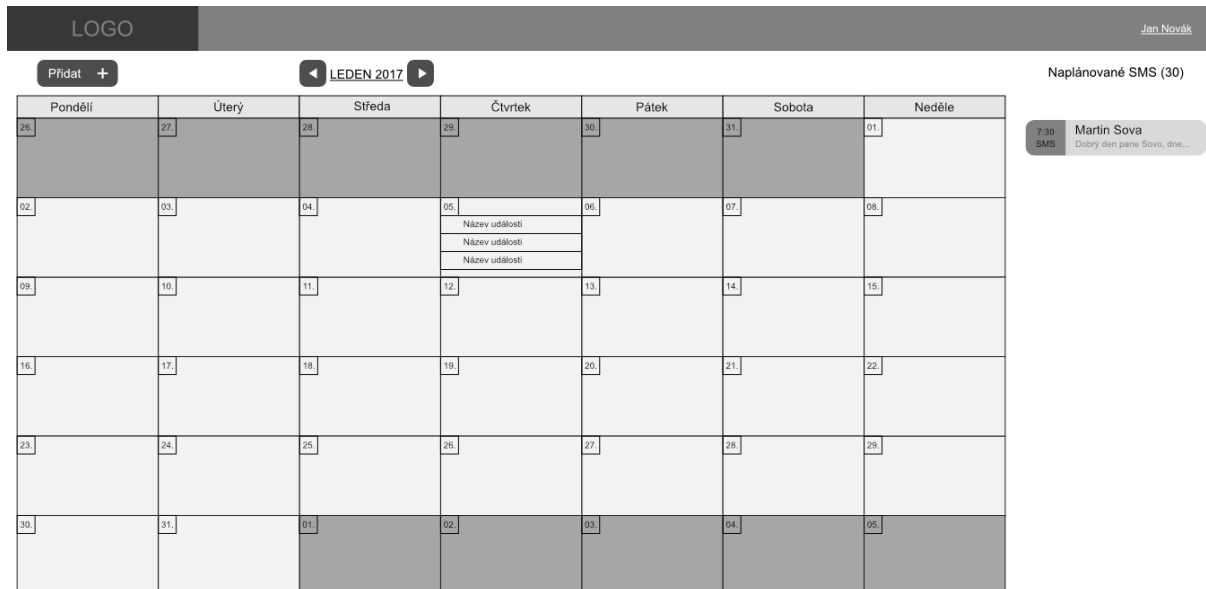 LOGO
Jan Novák
Přidat +
LEDEN 2017
Naplánované SMS (30)
Pondělí Úterý Středa Čtvrtek Pátek Sobota Neděle
26. 27. 28. 29. 30. 31. 01.
7:30 Martin Sova
SMS Dobrý den pane Sovo, dne...
02. 03. 04. 05. 06. 07. 08.
Název události
Název události
Název události
09. 10. 11. 12. 13. 14. 15.
16. 17. 18. 19. 20. 21. 22.
23. 24. 25. 26. 27. 28. 29.
30. 31. 01. 02. 03. 04. 05.